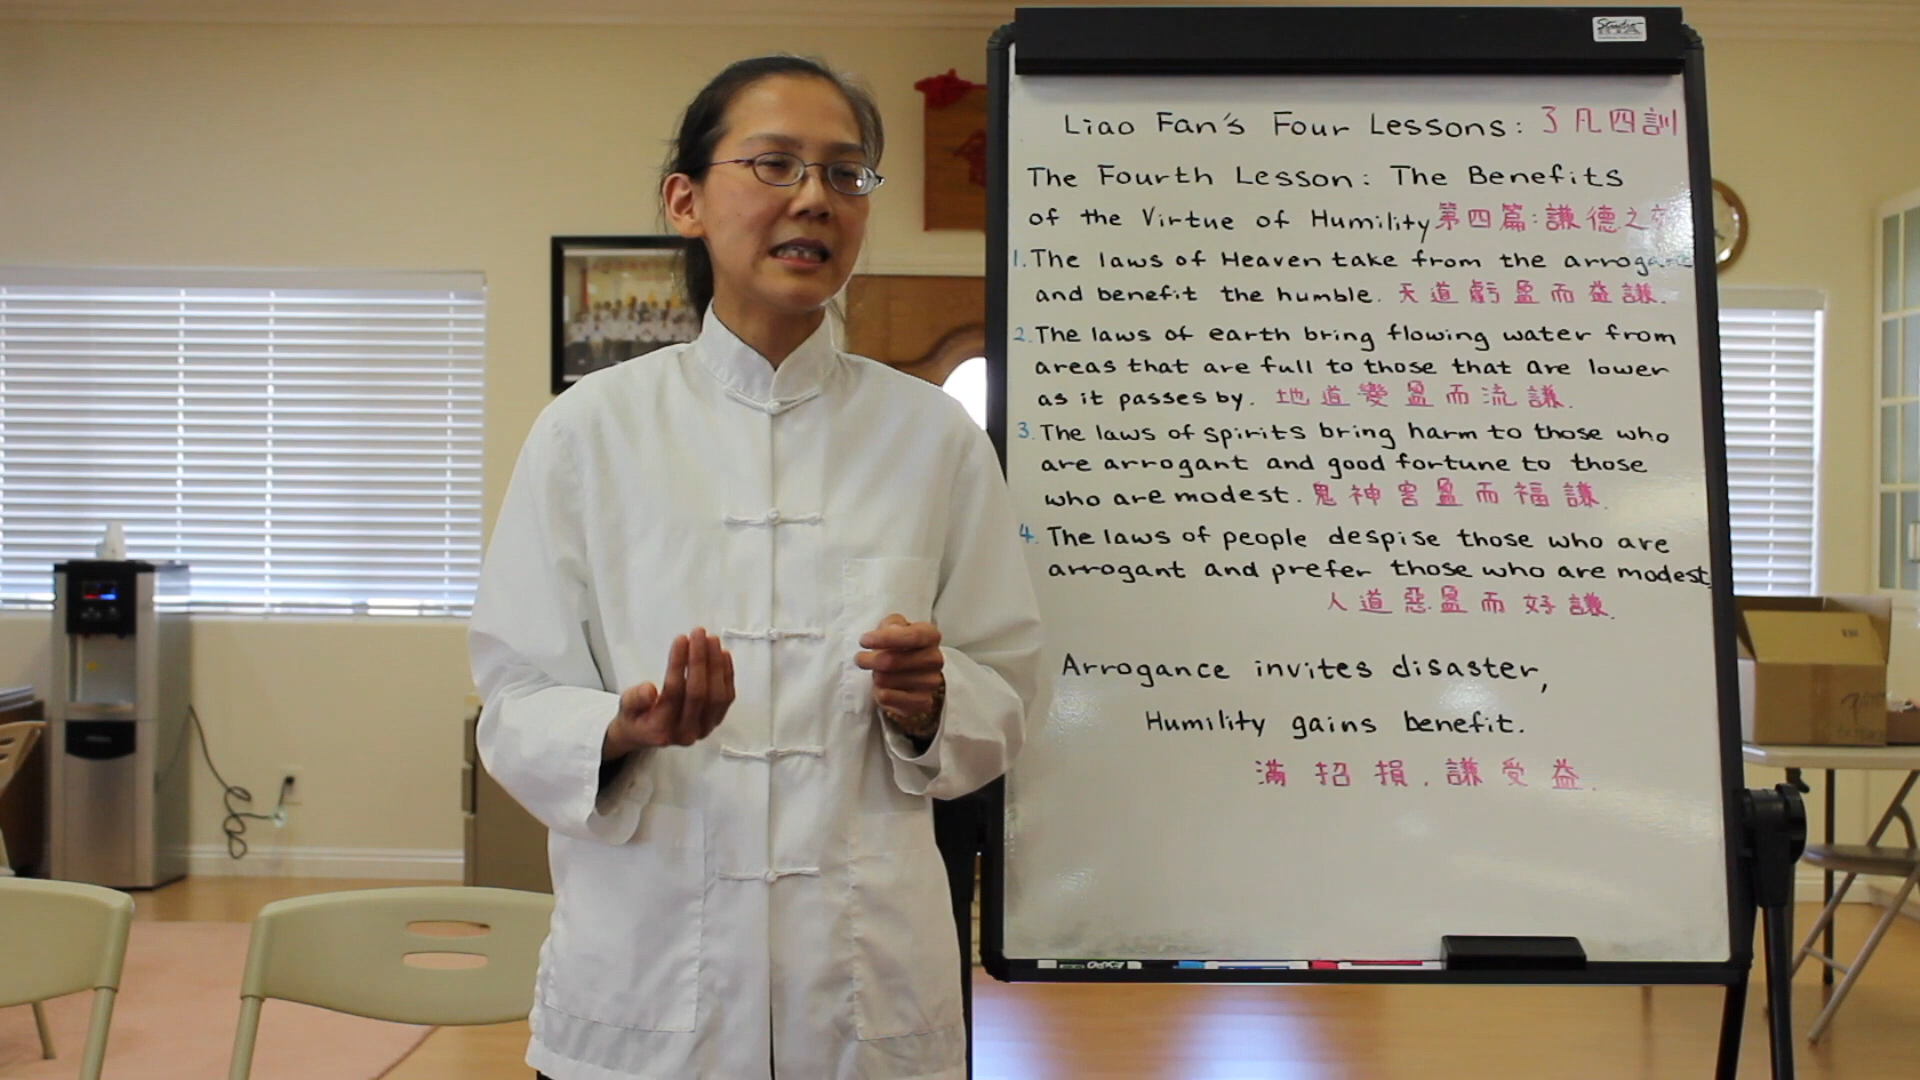 Studio
Liao Fan's Four Lessons: 了凡四訓
The Fourth Lesson: The Benefits
of the Virtue of Humility 第四篇:謙德之
1. The laws of Heaven take from the
and benefit the humble. 天道虧盈而益謙.
2. The laws of earth bring flowing water from
areas that are full to those that are lower
as it passes by. 地道變盈而流謙.
3. The laws of spirits bring harm to those who
are arrogant and good fortune to those
who are modest. 鬼神害盈而福謙.
4. The laws of people despise those who are
arrogant and prefer those who are modest.
人道惡盈而好謙.
Arrogance invites disaster,
Humility gains benefit.
滿招損,謙受益.
EXPO